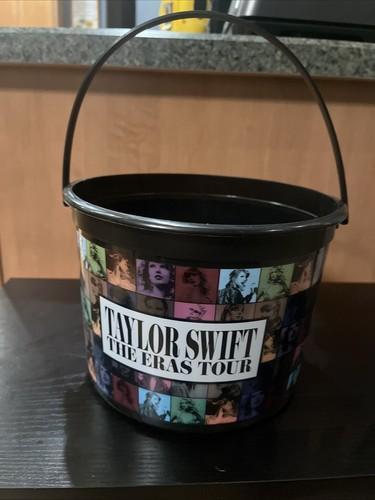 TAYLOR SWIFT
THE ERAS TOUR